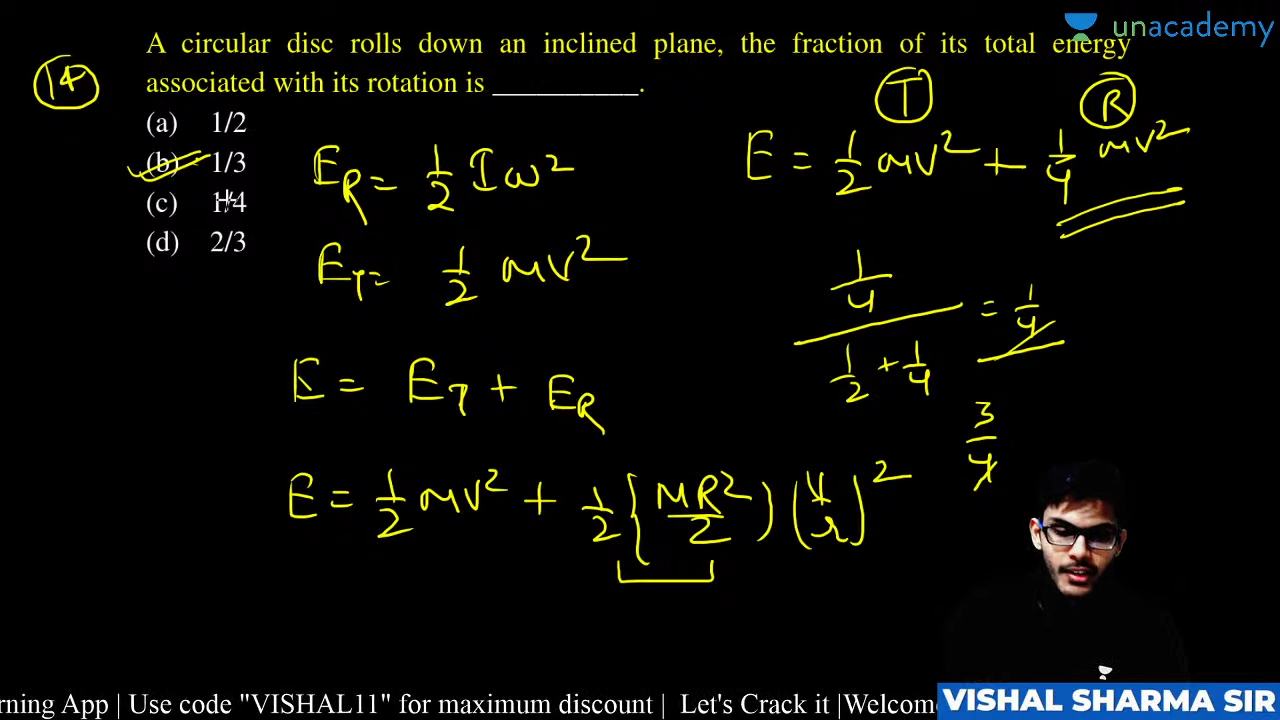 unacademy
A circular disc rolls down an inclined plane, the fraction of its total energy
associated with its rotation is __________.
14
(a) 1/2
(b) 1/3
(c) 1/4
(d) 2/3
E_R = 1/2 Iω²
E_T = 1/2 mv²
E = E_T + E_R
E = 1/2 mv² + 1/2 {MR²/2) (v/r)²
T R
E = 1/2 mv² + 1/4 mv²
1/4 / 1/2 + 1/4 = 1/4
3/4
rning App | Use code "VISHAL11" for maximum discount | Let's Crack it |Welcom
VISHAL SHARMA SIR